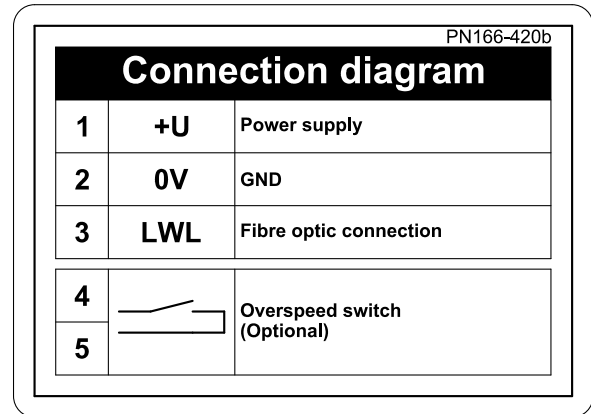 PN166-420b
Connection diagram
1 +U Power supply
2 0V GND
3 LWL Fibre optic connection
4
Overspeed switch
(Optional)
5